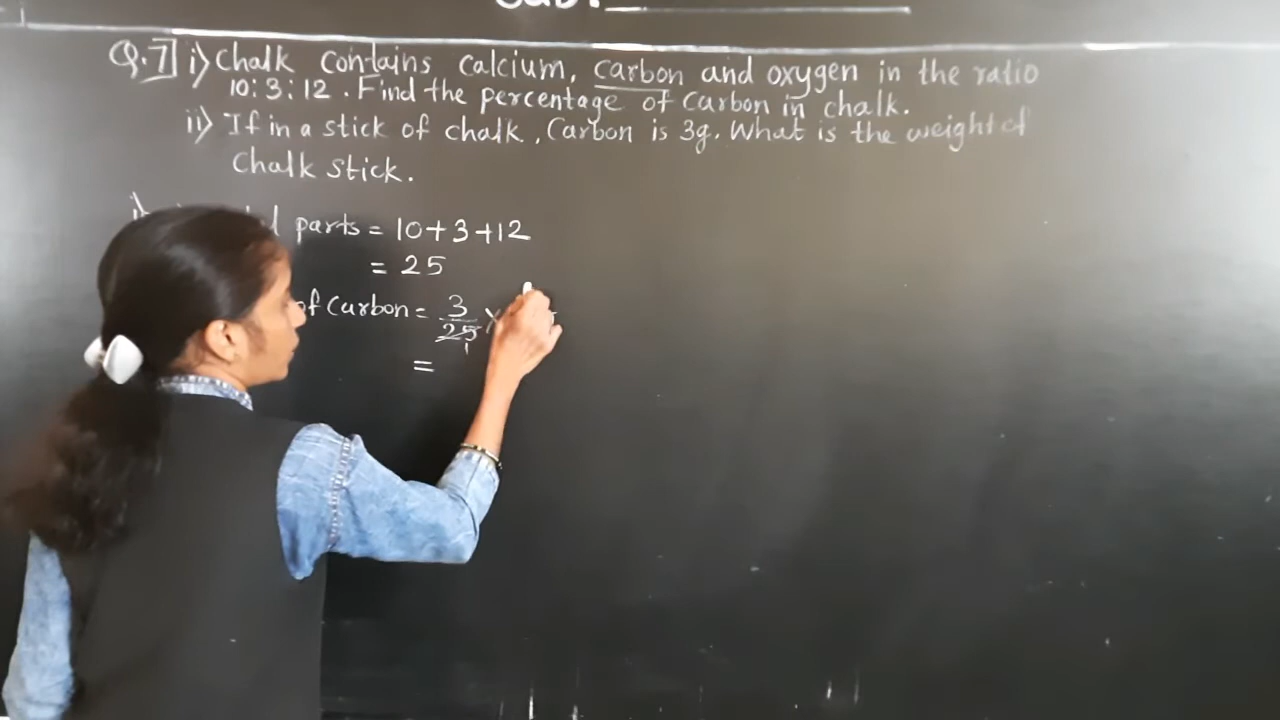 Q.7] i) Chalk contains calcium, carbon and oxygen in the ratio
10:3:12. Find the percentage of Carbon in chalk.
ii) If in a stick of chalk, Carbon is 3g. What is the weight of
Chalk stick.
i) parts = 10+3+12
= 25
of Carbon = 3/25 ×
1
=